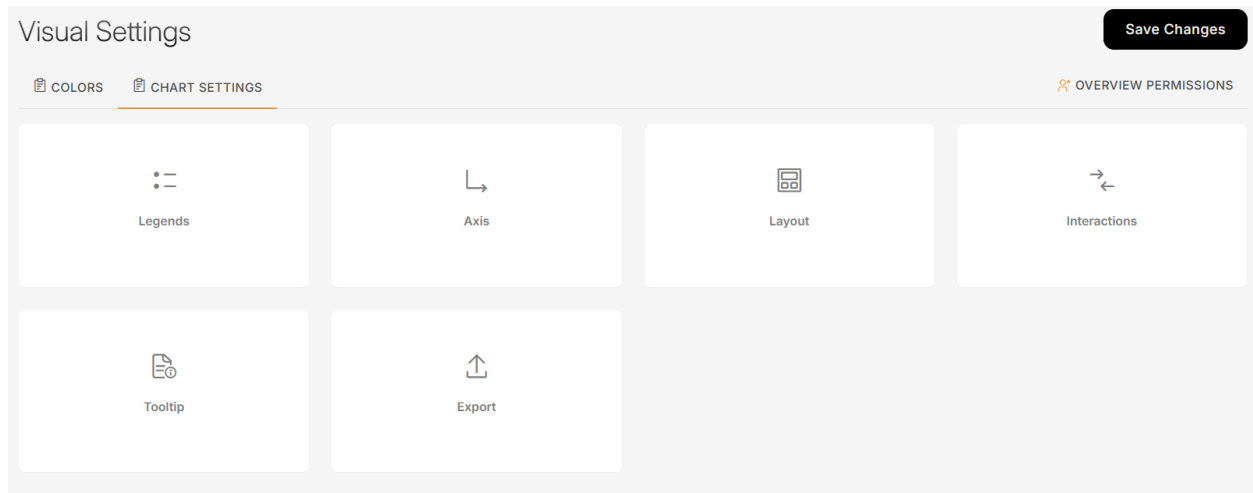 Visual Settings
Save Changes
COLORS
CHART SETTINGS
OVERVIEW PERMISSIONS
Legends
Axis
Layout
Interactions
Tooltip
Export